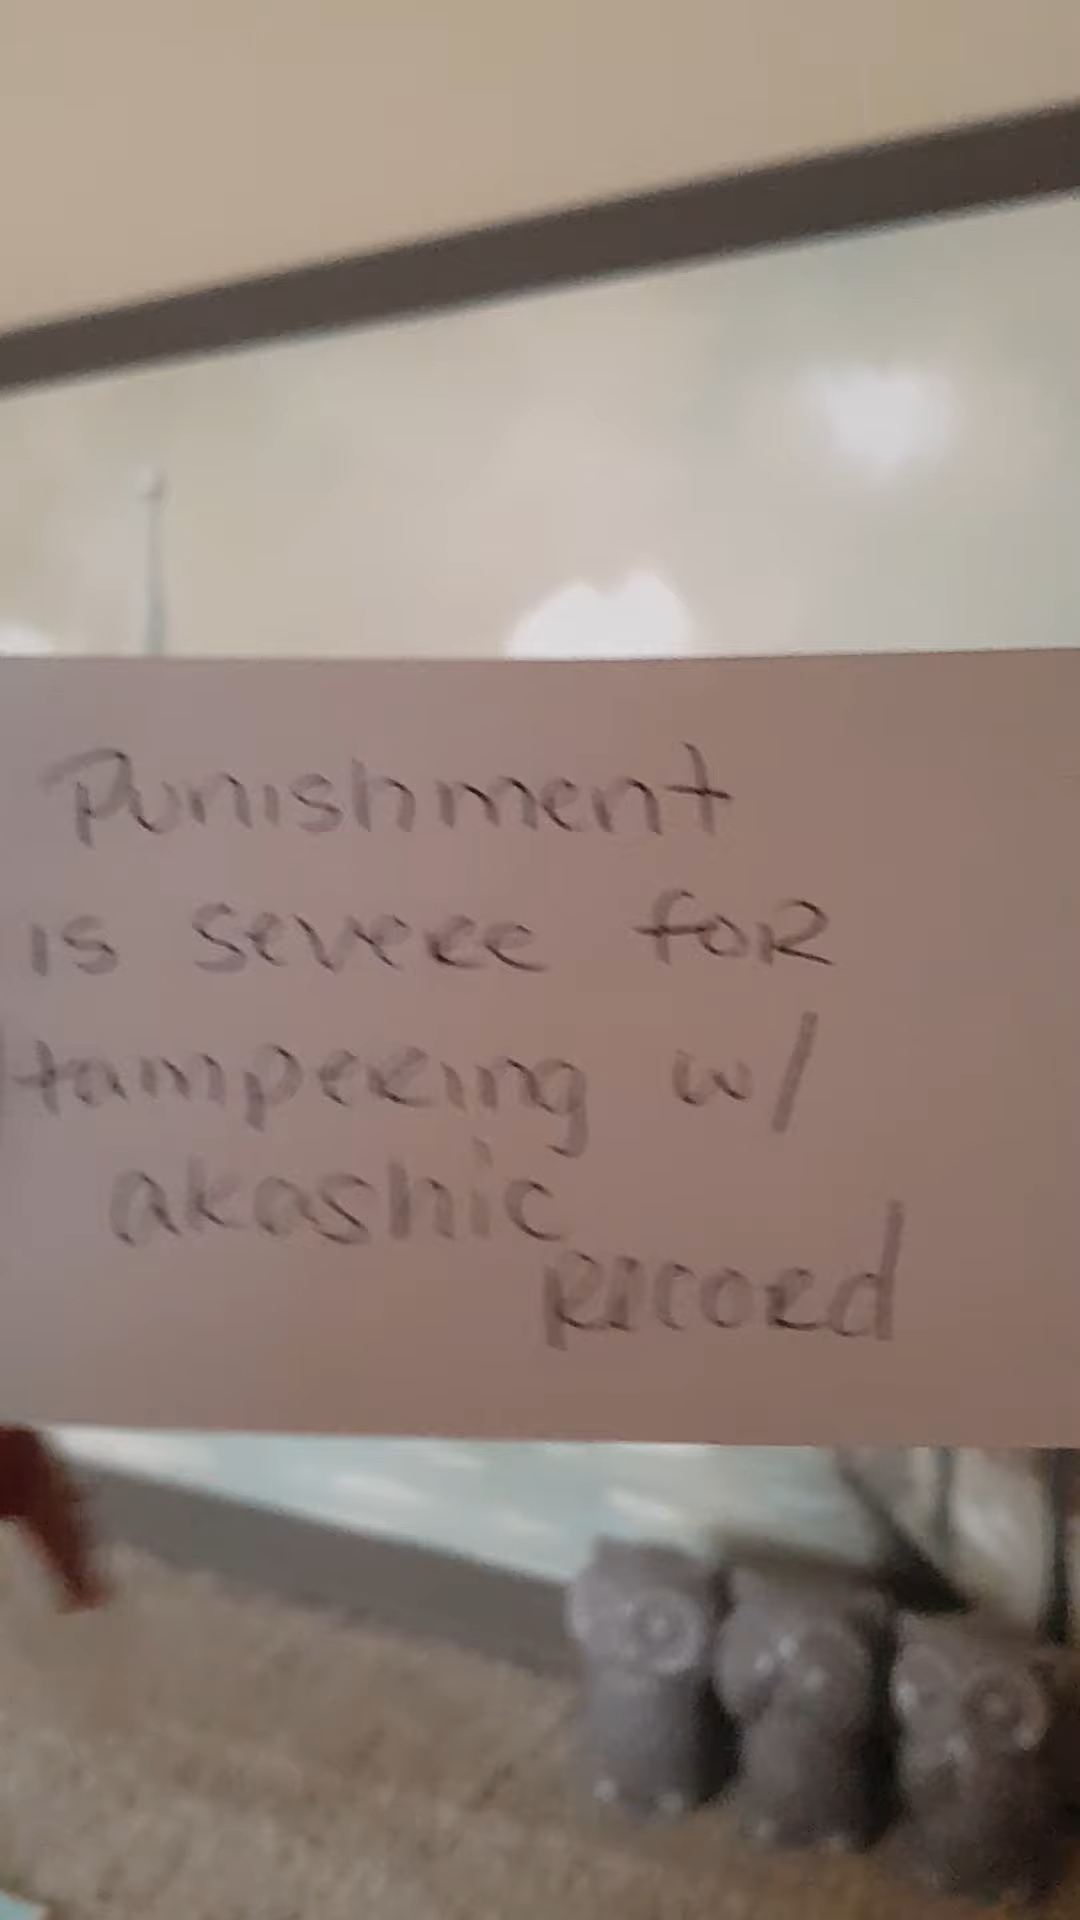 Punishment
is severe for
tampering w/
akashic
record